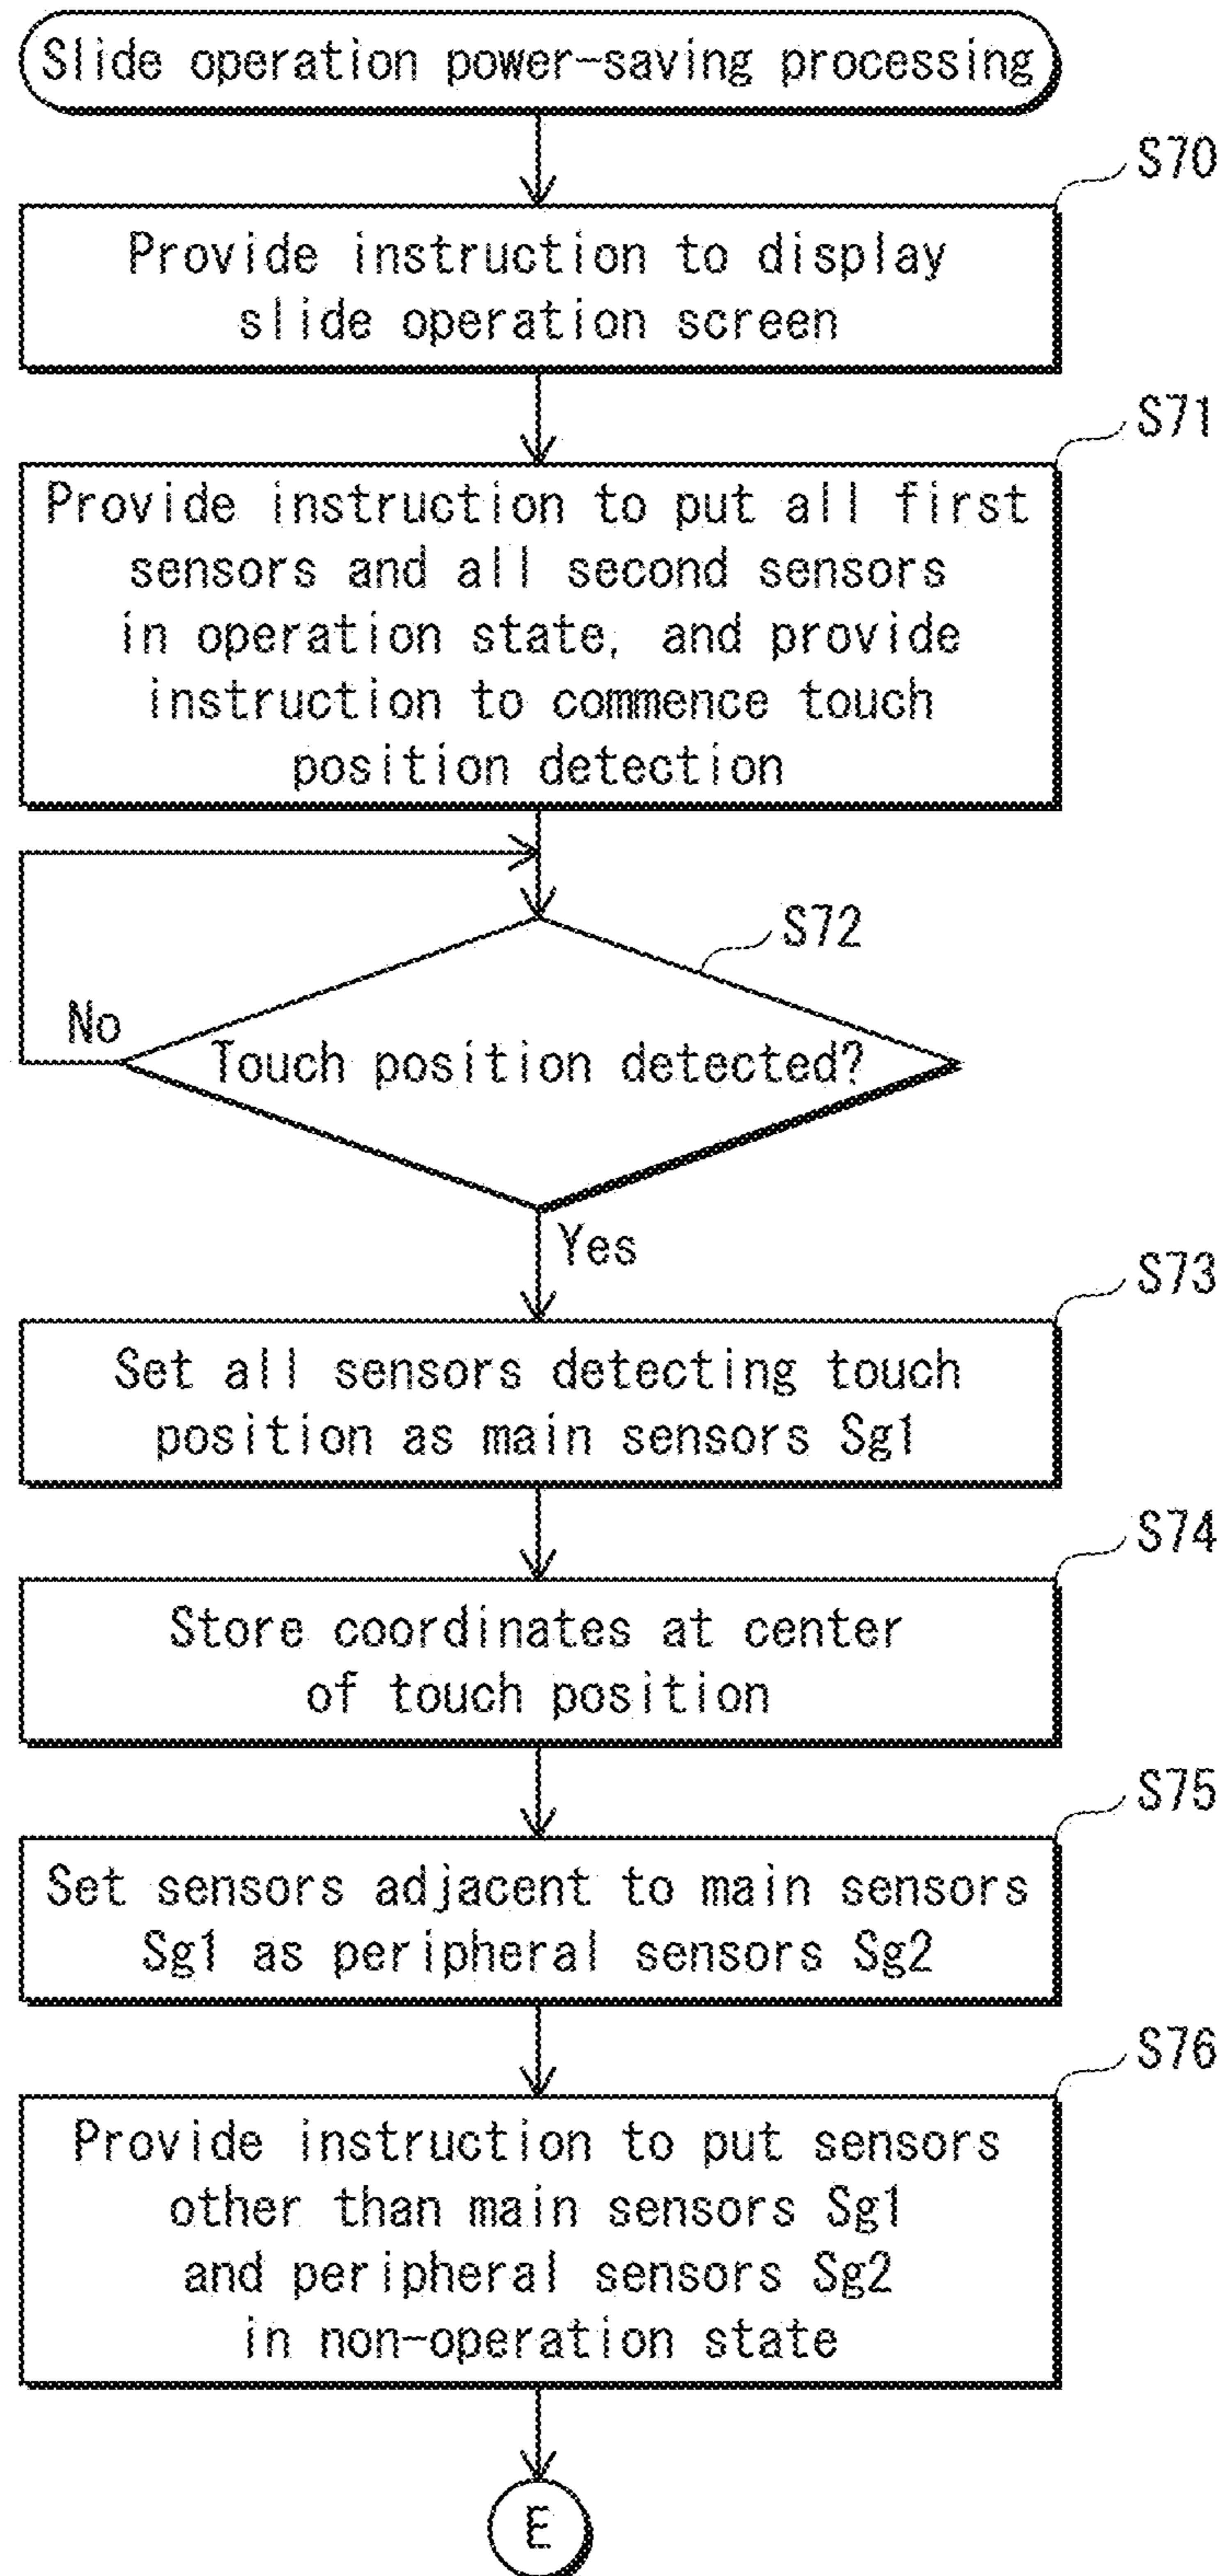 Slide operation power-saving processing
S70
Provide instruction to display
slide operation screen
S71
Provide instruction to put all first
sensors and all second sensors
in operation state, and provide
instruction to commence touch
position detection
S72
No
Touch position detected?
Yes
S73
Set all sensors detecting touch
position as main sensors Sg1
S74
Store coordinates at center
of touch position
S75
Set sensors adjacent to main sensors
Sg1 as peripheral sensors Sg2
S76
Provide instruction to put sensors
other than main sensors Sg1
and peripheral sensors Sg2
in non-operation state
E